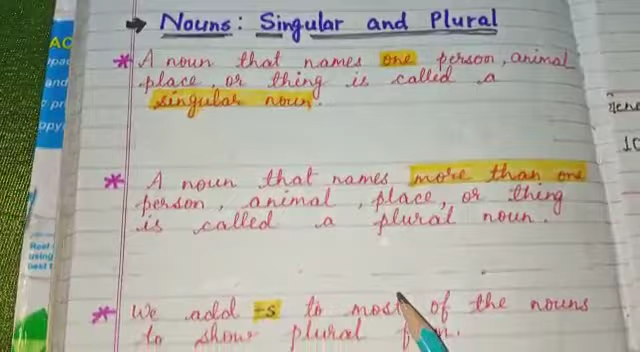 → Nouns: Singular and Plural
* A noun that names one person, animal
place, or thing is called a
singular noun.
* A noun that names more than one
person, animal, place, or thing
is called a plural noun.
* We add -s to most of the nouns
to show plural
10